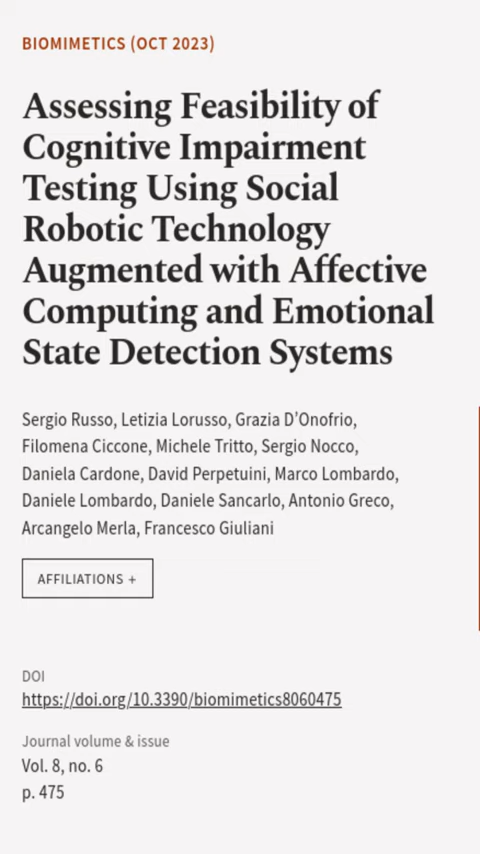 BIOMIMETICS (OCT 2023)
Assessing Feasibility of
Cognitive Impairment
Testing Using Social
Robotic Technology
Augmented with Affective
Computing and Emotional
State Detection Systems
Sergio Russo, Letizia Lorusso, Grazia D’Onofrio,
Filomena Ciccone, Michele Tritto, Sergio Nocco,
Daniela Cardone, David Perpetuini, Marco Lombardo,
Daniele Lombardo, Daniele Sancarlo, Antonio Greco,
Arcangelo Merla, Francesco Giuliani
AFFILIATIONS +
DOI
https://doi.org/10.3390/biomimetics8060475
Journal volume & issue
Vol. 8, no. 6
p. 475